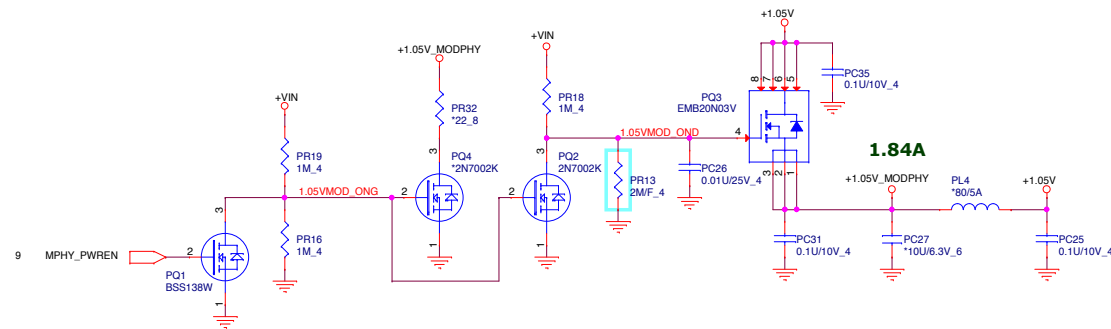 +1.05V
+1.05V_MODPHY
+VIN
8
7
6
5
PC35
0.1U/10V_4
PQ3
EMB20N03V
+VIN
PR32
*22_8
PR18
1M_4
1.05VMOD_OND
4
1.84A
PR19
1M_4
3
PQ4
*2N7002K
3
PQ2
2N7002K
PR13
2M/F_4
PC26
0.01U/25V_4
3
2
1
+1.05V_MODPHY
PL4
*80/5A
+1.05V
1.05VMOD_ONG
2
2
3
PR16
1M_4
1
1
PC31
0.1U/10V_4
PC27
*10U/6.3V_6
PC25
0.1U/10V_4
9
MPHY_PWREN
2
PQ1
BSS138W
1